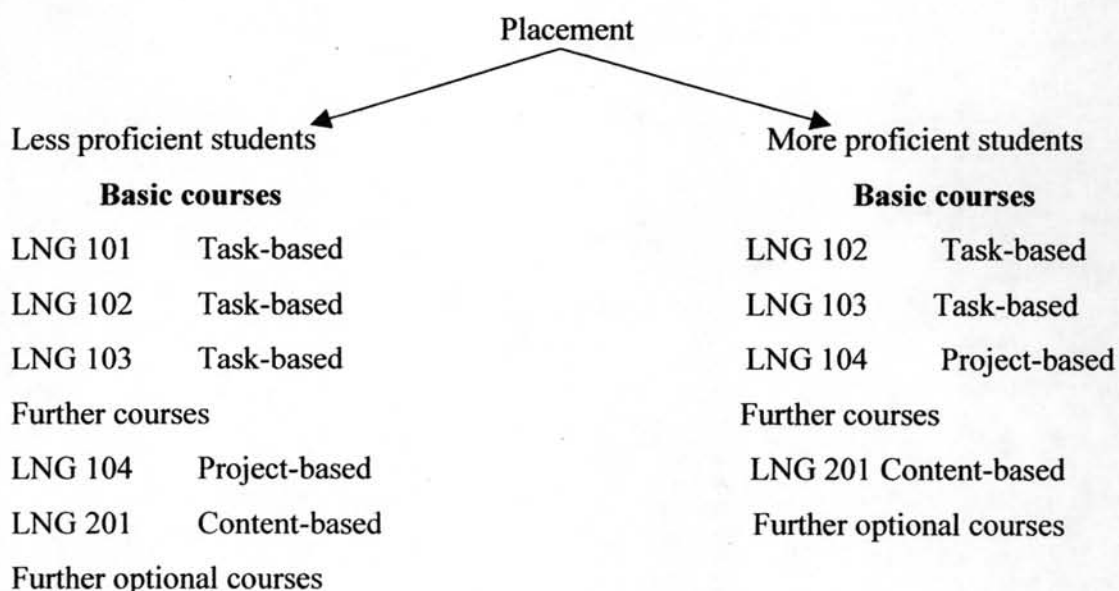 Placement
Less proficient students
Basic courses
LNG 101 Task-based
LNG 102 Task-based
LNG 103 Task-based
Further courses
LNG 104 Project-based
LNG 201 Content-based
Further optional courses
More proficient students
Basic courses
LNG 102 Task-based
LNG 103 Task-based
LNG 104 Project-based
Further courses
LNG 201 Content-based
Further optional courses